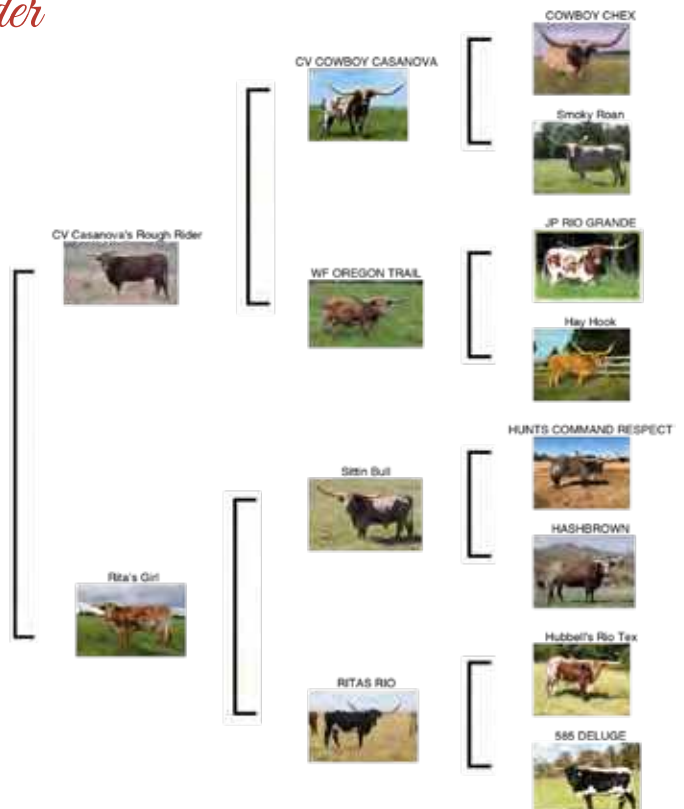 der
COWBOY CHEX
CV COWBOY CASANOVA
Smoky Roan
CV Casanova's Rough Rider
JP RIO GRANDE
WF OREGON TRAIL
Hay Hook
HUNTS COMMAND RESPECT
Sittin Bull
HASHBROWN
Rita's Girl
Hubbell's Rio Tex
RITAS RIO
585 DELUGE